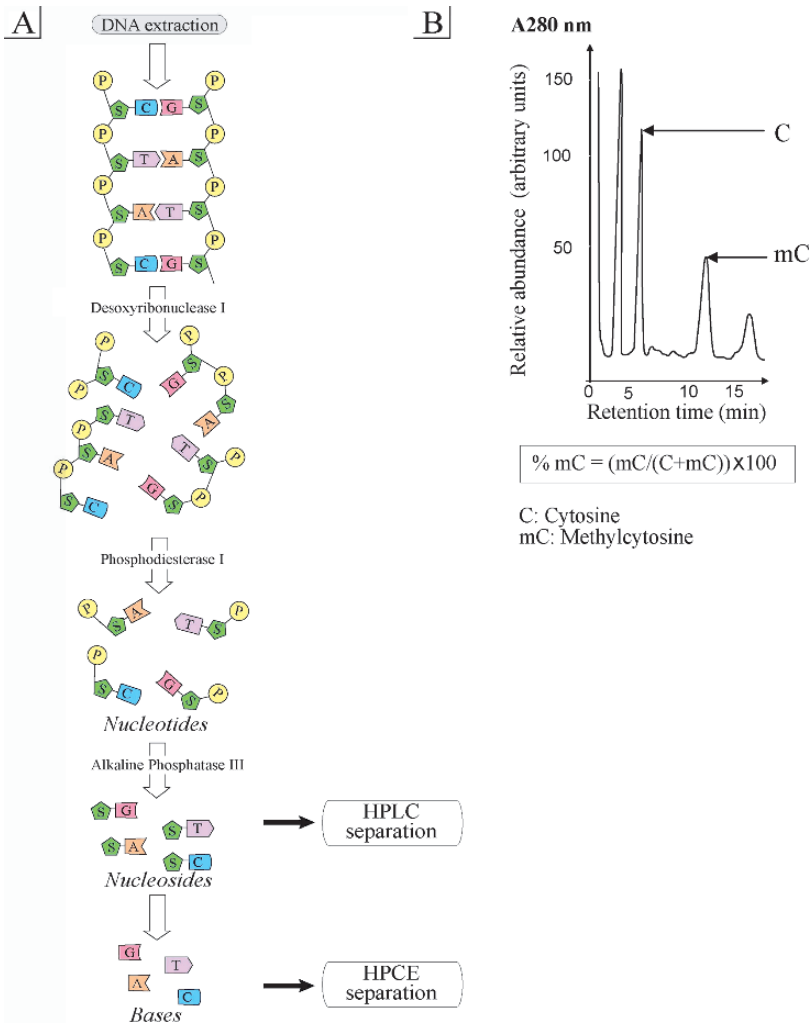 A
DNA extraction
P P
S C G S
P P
S T A S
P P
S A T S
P P
S C G S
Desoxyribonuclease I
P P
S S
P C G P
S T A S
P T
S A S P
P G
S C S P
Phosphodiesterase I
P S A T S P
P
S C G S P
Nucleotides
Alkaline Phosphatase III
S G S T
S A S C
Nucleosides
HPLC
separation
G T
A C
Bases
HPCE
separation
B
A280 nm
Relative abundance (arbitrary units)
150
100
50
C
mC
0 5 10 15
Retention time (min)
% mC = (mC/(C+mC))x100
C: Cytosine
mC: Methylcytosine